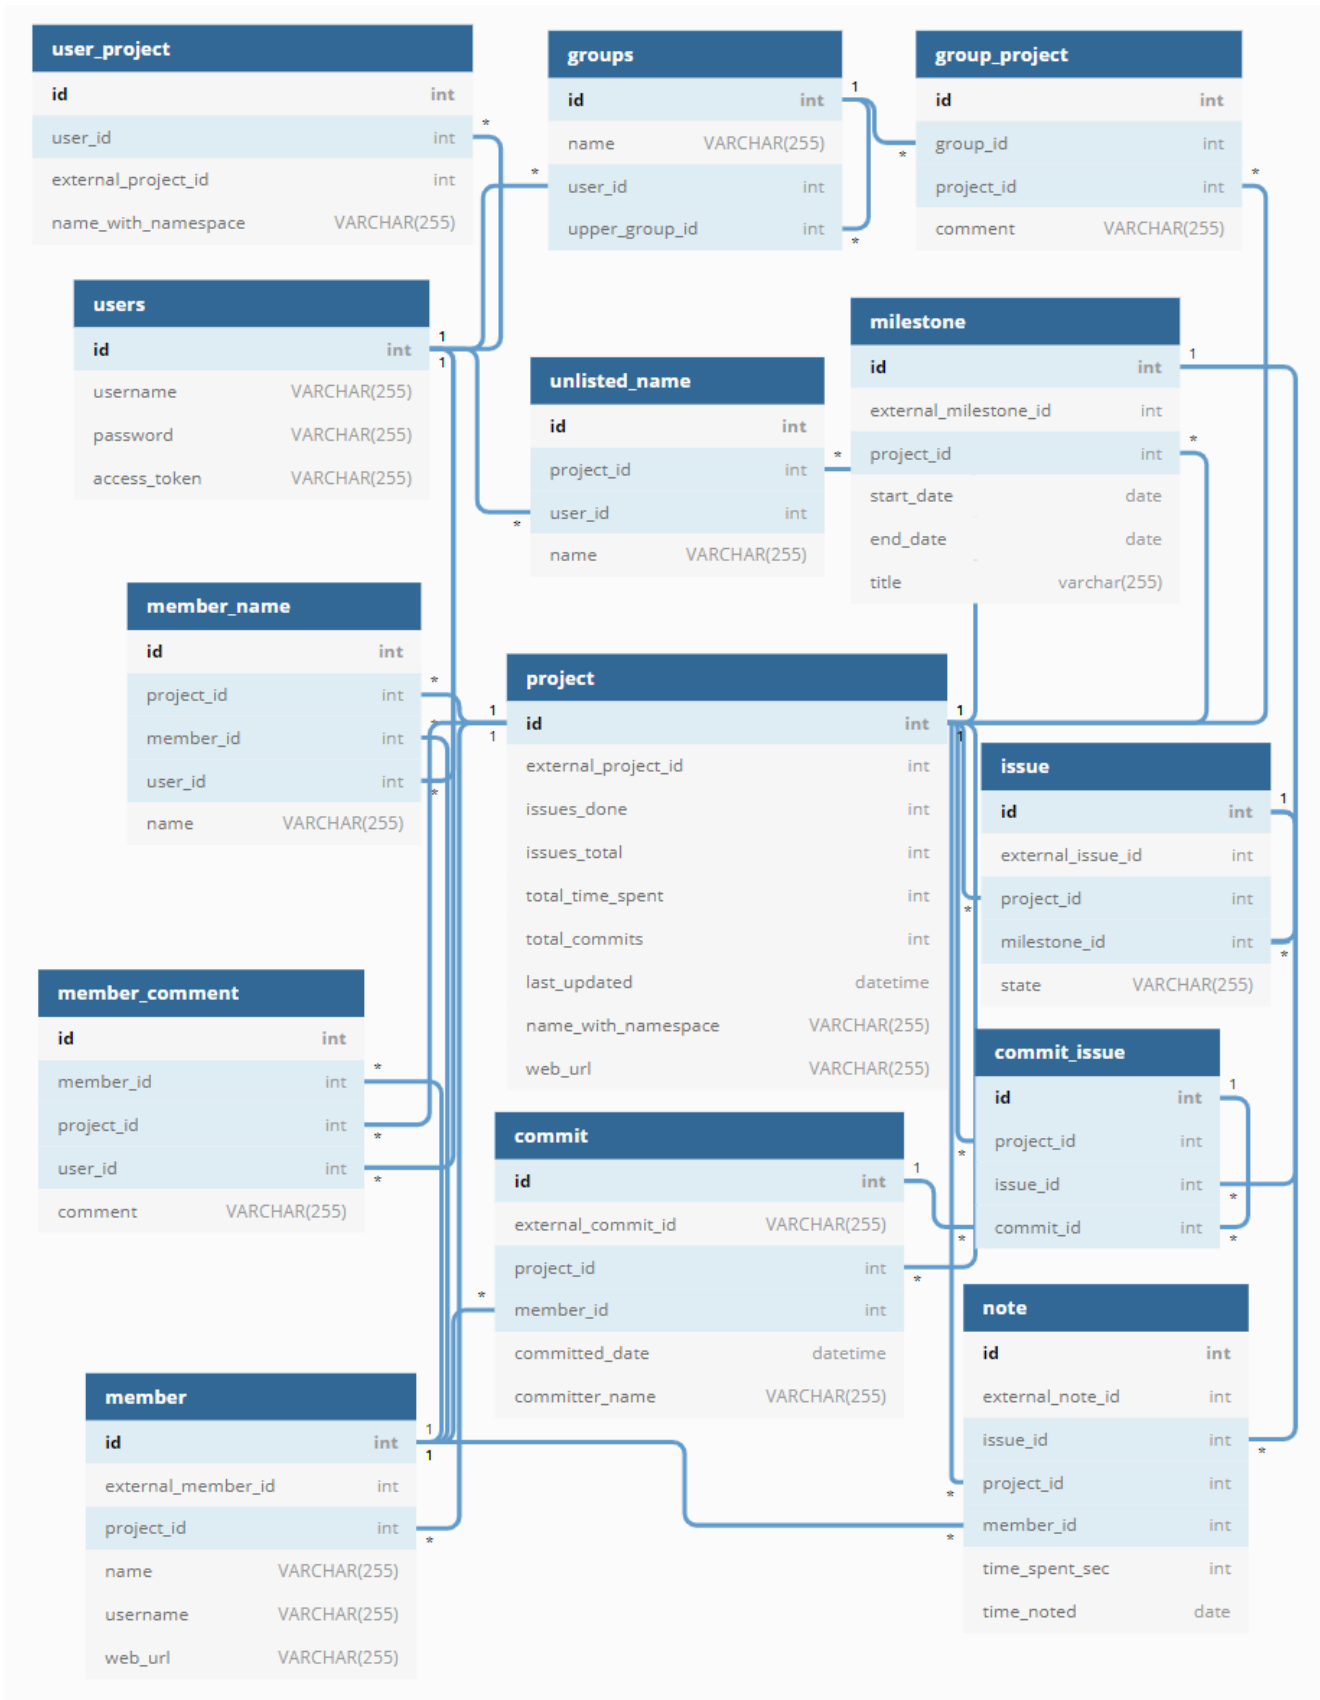 user_project
id int
user_id int
external_project_id int
name_with_namespace VARCHAR(255)
groups
id int
name VARCHAR(255)
user_id int
upper_group_id int
group_project
id int
group_id int
project_id int
comment VARCHAR(255)
users
id int
username VARCHAR(255)
password VARCHAR(255)
access_token VARCHAR(255)
unlisted_name
id int
project_id int
user_id int
name VARCHAR(255)
milestone
id int
external_milestone_id int
project_id int
start_date date
end_date date
title varchar(255)
member_name
id int
project_id int
member_id int
user_id int
name VARCHAR(255)
project
id int
external_project_id int
issues_done int
issues_total int
total_time_spent int
total_commits int
last_updated datetime
name_with_namespace VARCHAR(255)
web_url VARCHAR(255)
issue
id int
external_issue_id int
project_id int
milestone_id int
state VARCHAR(255)
member_comment
id int
member_id int
project_id int
user_id int
comment VARCHAR(255)
commit
id int
external_commit_id VARCHAR(255)
project_id int
member_id int
committed_date datetime
committer_name VARCHAR(255)
commit_issue
id int
project_id int
issue_id int
commit_id int
member
id int
external_member_id int
project_id int
name VARCHAR(255)
username VARCHAR(255)
web_url VARCHAR(255)
note
id int
external_note_id int
issue_id int
project_id int
member_id int
time_spent_sec int
time_noted date